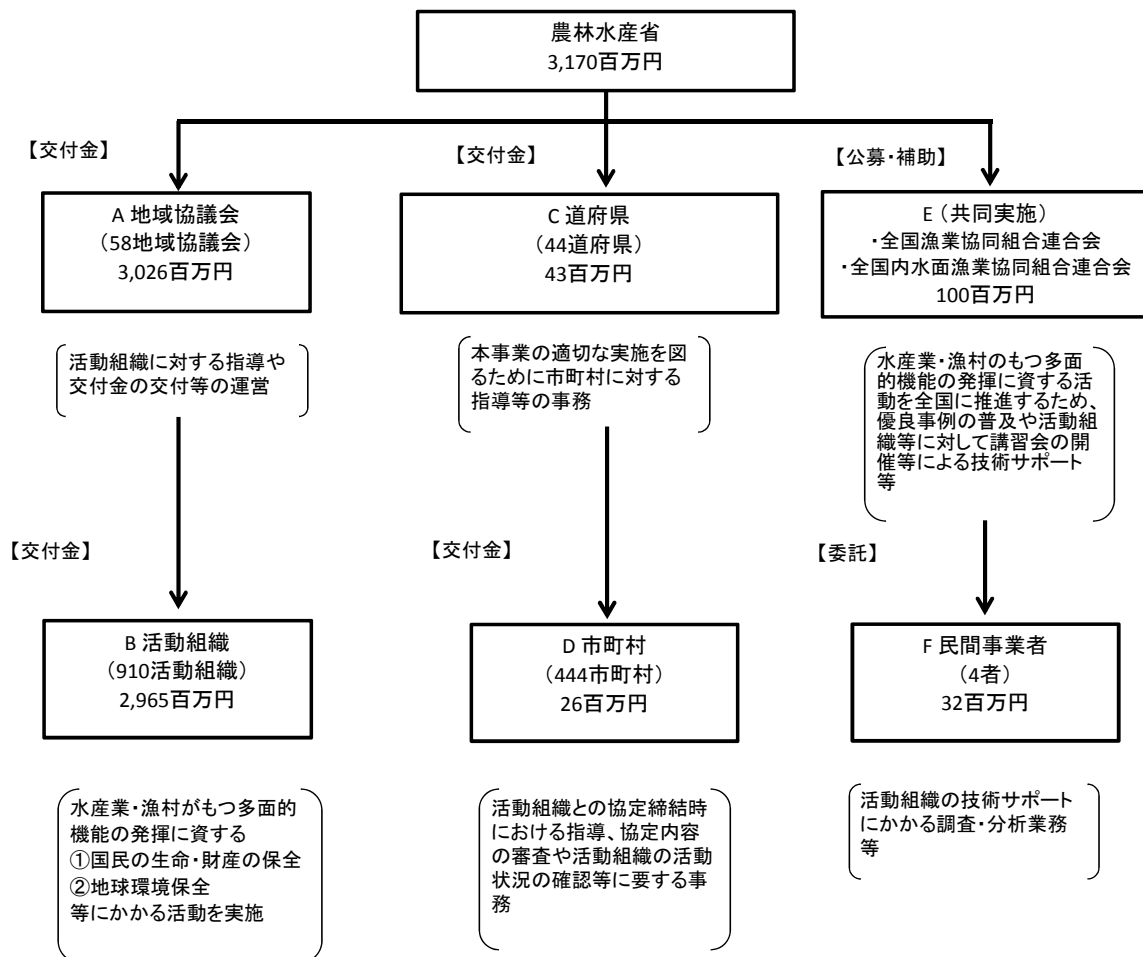 農林水産省
3,170百万円
【交付金】
A 地域協議会
(58地域協議会)
3,026百万円
活動組織に対する指導や
交付金の交付等の運営
【交付金】
B 活動組織
(910活動組織)
2,965百万円
水産業・漁村がもつ多面的
機能の発揮に資する
①国民の生命・財産の保全
②地球環境保全
等にかかる活動を実施
【交付金】
C 道府県
(44道府県)
43百万円
本事業の適切な実施を図
るために市町村に対する
指導等の事務
【交付金】
D 市町村
(444市町村)
26百万円
活動組織との協定締結時
における指導、協定内容
の審査や活動組織の活動
状況の確認等に要する事
務
【公募・補助】
E (共同実施)
・全国漁業協同組合連合会
・全国内水面漁業協同組合連合会
100百万円
水産業・漁村のもつ多面
的機能の発揮に資する活
動を全国に推進するため、
優良事例の普及や活動組
織等に対して講習会の開
催等による技術サポート
等
【委託】
F 民間事業者
(4者)
32百万円
活動組織の技術サポート
にかかる調査・分析業務
等